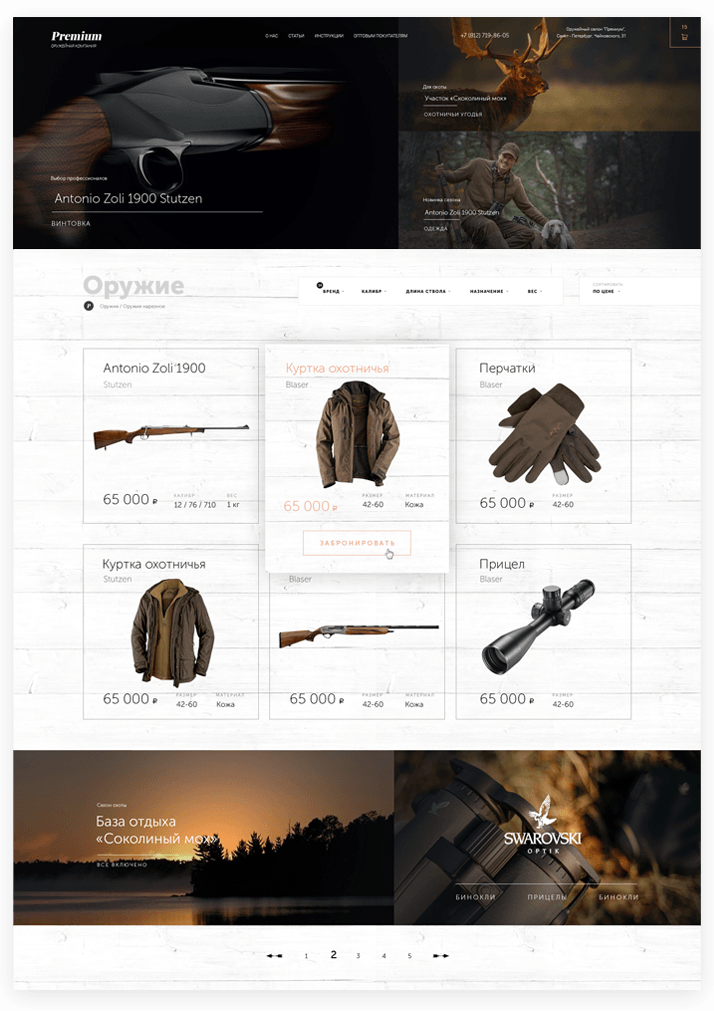 Premium
ОРУЖЕЙНАЯ КОМПАНИЯ
О НАС
СТАТЬИ
ИНСТРУКЦИИ
ОПТОВЫМ ПОКУПАТЕЛЯМ
+7 (812) 719-86-05
Оружейный салон "Премиум",
Санкт-Петербург, Чайковского, 31
15
Для охоты
Участок «Скоколиный мох»
ОХОТНИЧЬИ УГОДЬЯ
Выбор профессионалов
Antonio Zoli 1900 Stutzen
ВИНТОВКА
Новинка сезона
Antonio Zoli 1900 Stutzen
ОДЕЖДА
Оружие
P
Оружие / Оружие нарезное
БРЕНД
КАЛИБР
ДЛИНА СТВОЛА
НАЗНАЧЕНИЕ
ВЕС
СОРТИРОВАТЬ
ПО ЦЕНЕ
Antonio Zoli 1900
Stutzen
65 000 ₽
КАЛИБР
12 / 76 / 710
ВЕС
1 кг
Куртка охотничья
Blaser
65 000 ₽
РАЗМЕР
42-60
МАТЕРИАЛ
Кожа
ЗАБРОНИРОВАТЬ
Перчатки
Blaser
65 000 ₽
РАЗМЕР
42-60
Куртка охотничья
Stutzen
65 000 ₽
РАЗМЕР
42-60
МАТЕРИАЛ
Кожа
Blaser
65 000 ₽
РАЗМЕР
42-60
МАТЕРИАЛ
Кожа
Прицел
Blaser
65 000 ₽
РАЗМЕР
42-60
Сезон охоты
База отдыха
«Соколиный мох»
ВСЕ ВКЛЮЧЕНО
SWAROVSKI
OPTIK
БИНОКЛИ
ПРИЦЕЛЫ
БИНОКЛИ
1 2 3 4 5